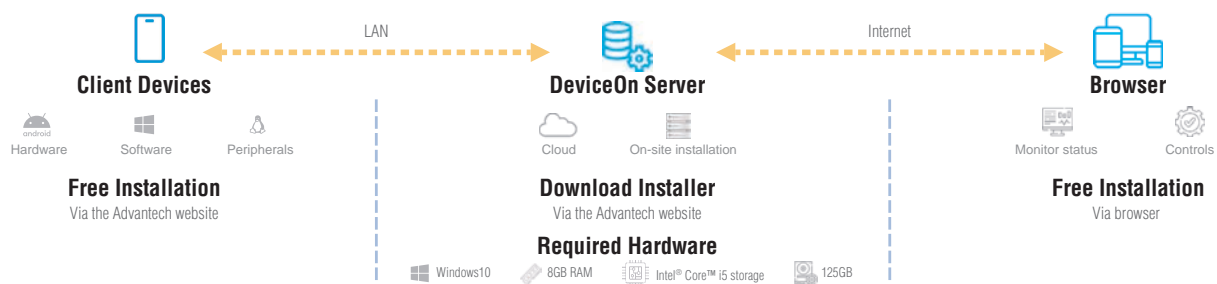 LAN
Internet
Client Devices
DeviceOn Server
Browser
android
Hardware
Software
Peripherals
Cloud
On-site installation
Monitor status
Controls
Free Installation
Via the Advantech website
Download Installer
Via the Advantech website
Free Installation
Via browser
Required Hardware
Windows10
8GB RAM
Intel® Core™ i5 storage
125GB